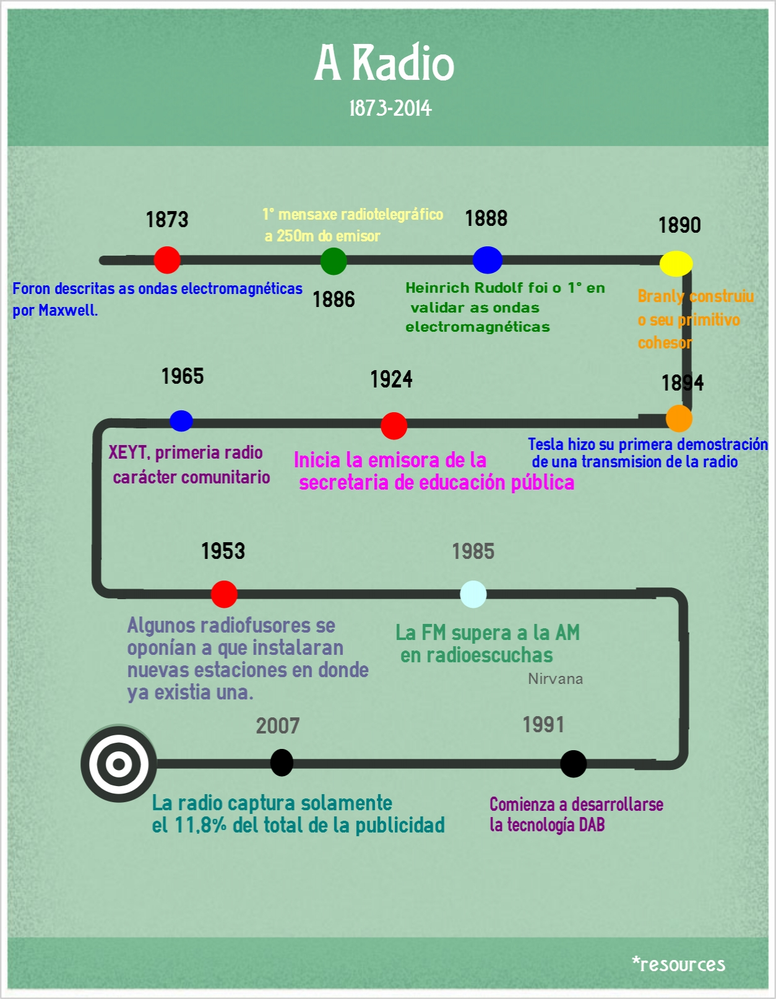 A Radio
1873-2014
1873
Foron descritas as ondas electromagnéticas
por Maxwell.
1° mensaxe radiotelegráfico
a 250m do emisor
1886
1888
Heinrich Rudolf foi o 1° en
validar as ondas
electromagnéticas
1890
Branly construiu
o seu primitivo
cohesor
1894
Tesla hizo su primera demostración
de una transmision de la radio
1924
Inicia la emisora de la
secretaria de educación pública
1965
XEYT, primeria radio
carácter comunitario
1953
Algunos radiofusores se
oponían a que instalaran
nuevas estaciones en donde
ya existia una.
1985
La FM supera a la AM
en radioescuchas
Nirvana
1991
Comienza a desarrollarse
la tecnología DAB
2007
La radio captura solamente
el 11,8% del total de la publicidad
*resources